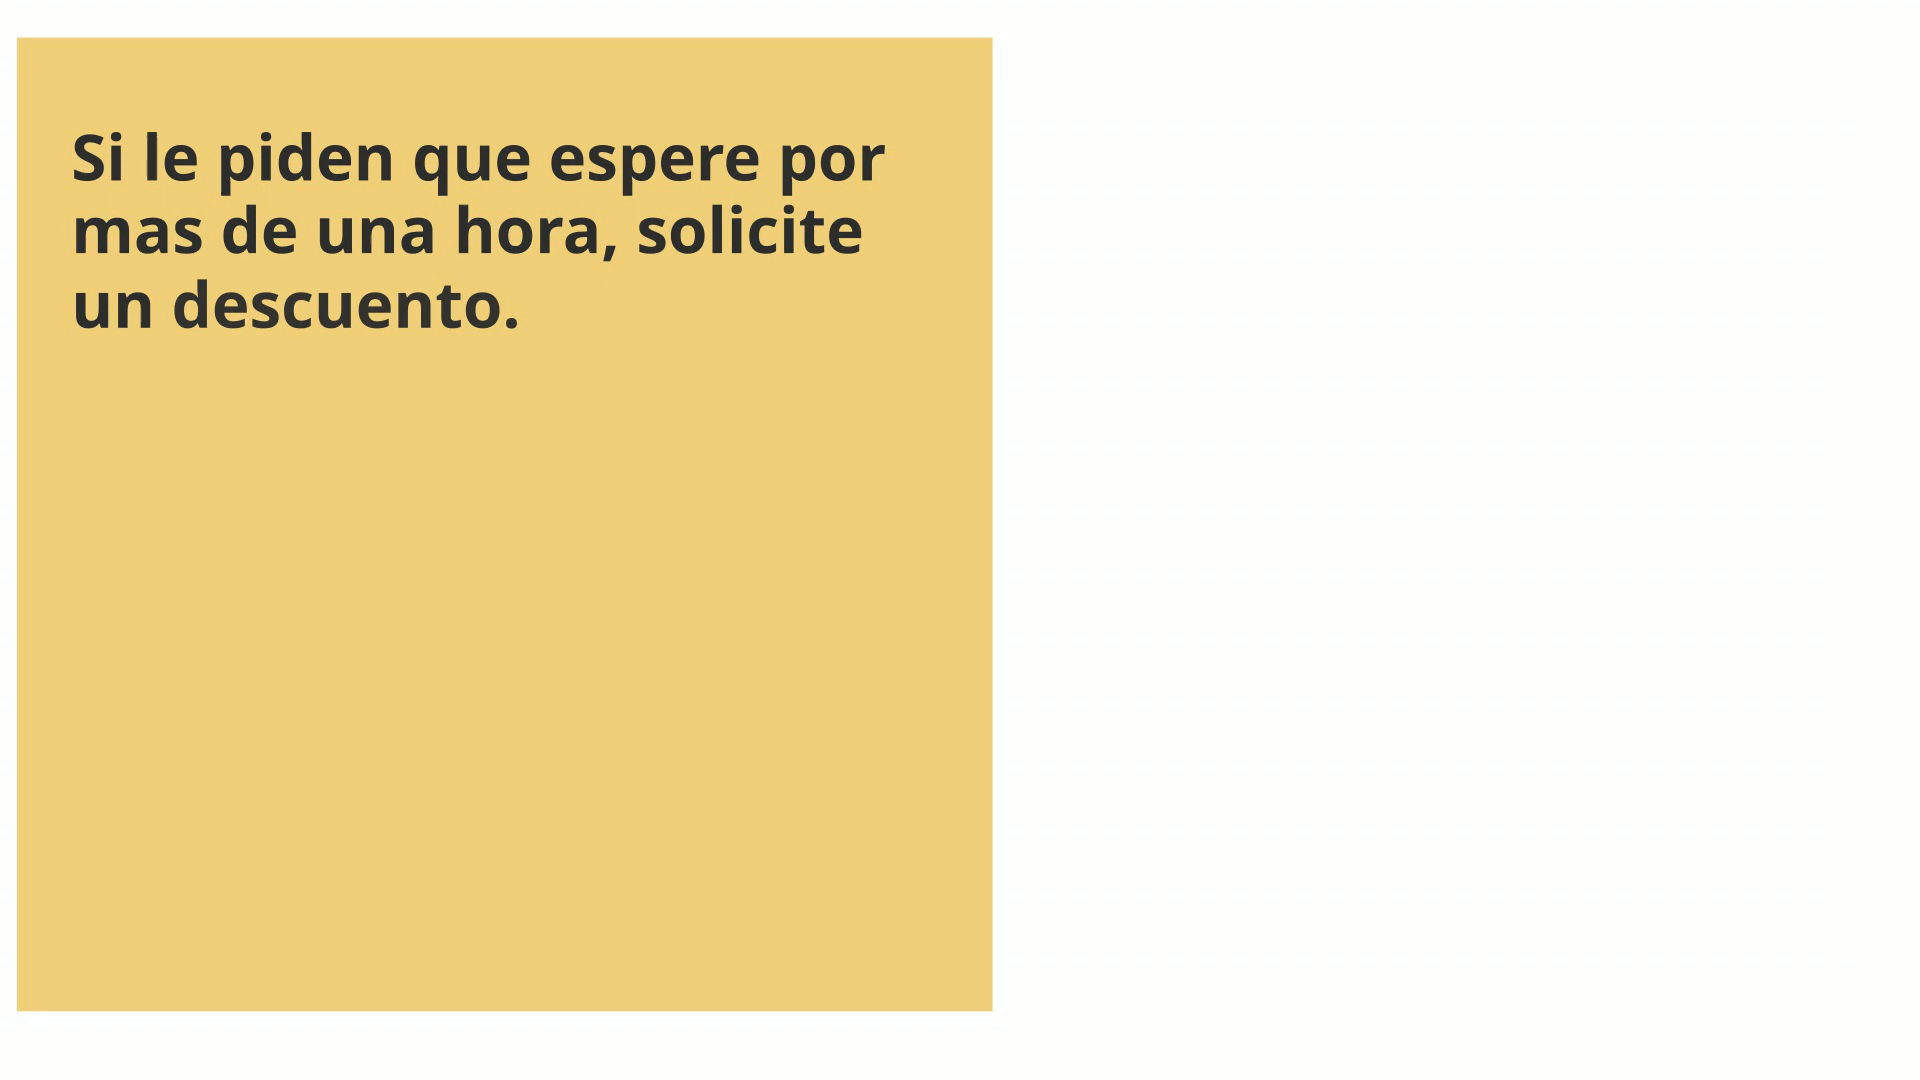 Si le piden que espere por
mas de una hora, solicite
un descuento.